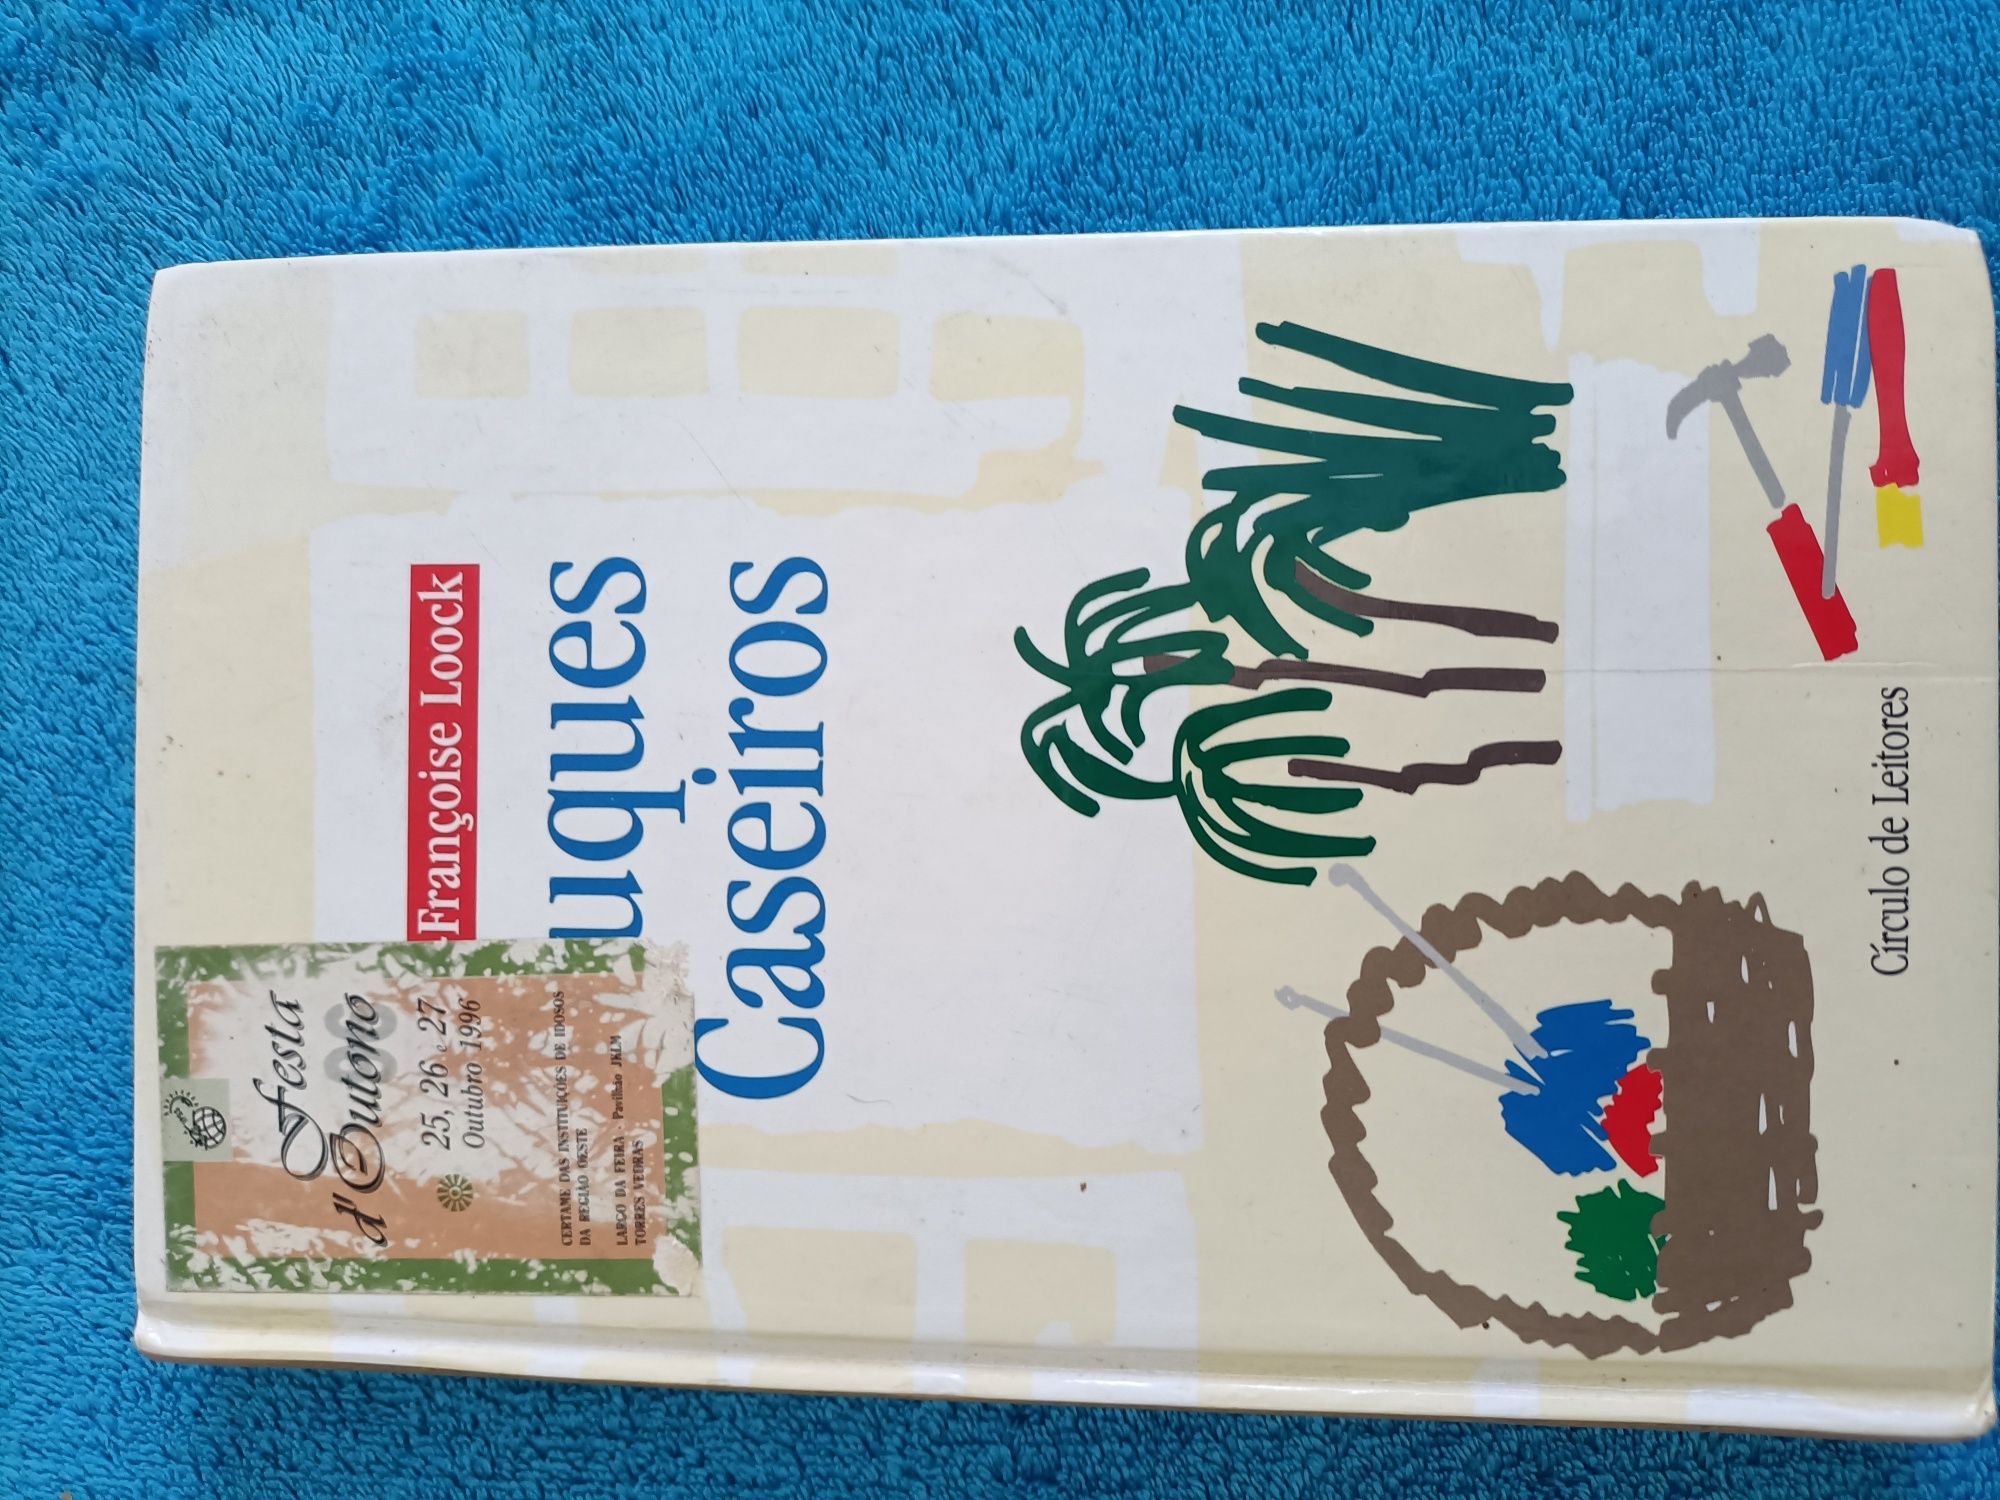 Françoise Loock
uques
Caseiros
Festa
d'Outono
25, 26 e 27
Outubro 1996
CERTAME DAS INSTITUIÇÕES DE IDOSOS
DA REGIÃO OESTE
LARGO DA FEIRA - Pavilhão JKLM
TORRES VEDRAS
Círculo de Leitores